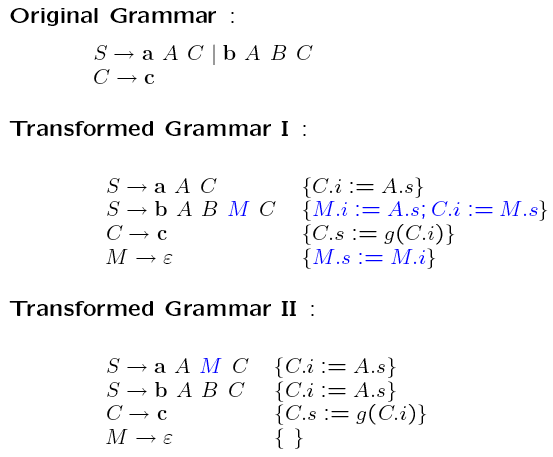 Original Grammar :
S → a A C | b A B C
C → c
Transformed Grammar I :
S → a A C {C.i := A.s}
S → b A B M C {M.i := A.s; C.i := M.s}
C → c {C.s := g(C.i)}
M → ε {M.s := M.i}
Transformed Grammar II :
S → a A M C {C.i := A.s}
S → b A B C {C.i := A.s}
C → c {C.s := g(C.i)}
M → ε { }